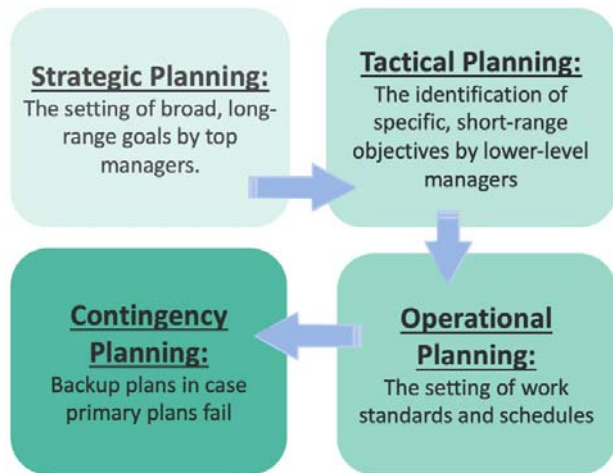 Strategic Planning:
The setting of broad, long-
range goals by top
managers.
Tactical Planning:
The identification of
specific, short-range
objectives by lower-level
managers
Operational
Planning:
The setting of work
standards and schedules
Contingency
Planning:
Backup plans in case
primary plans fail